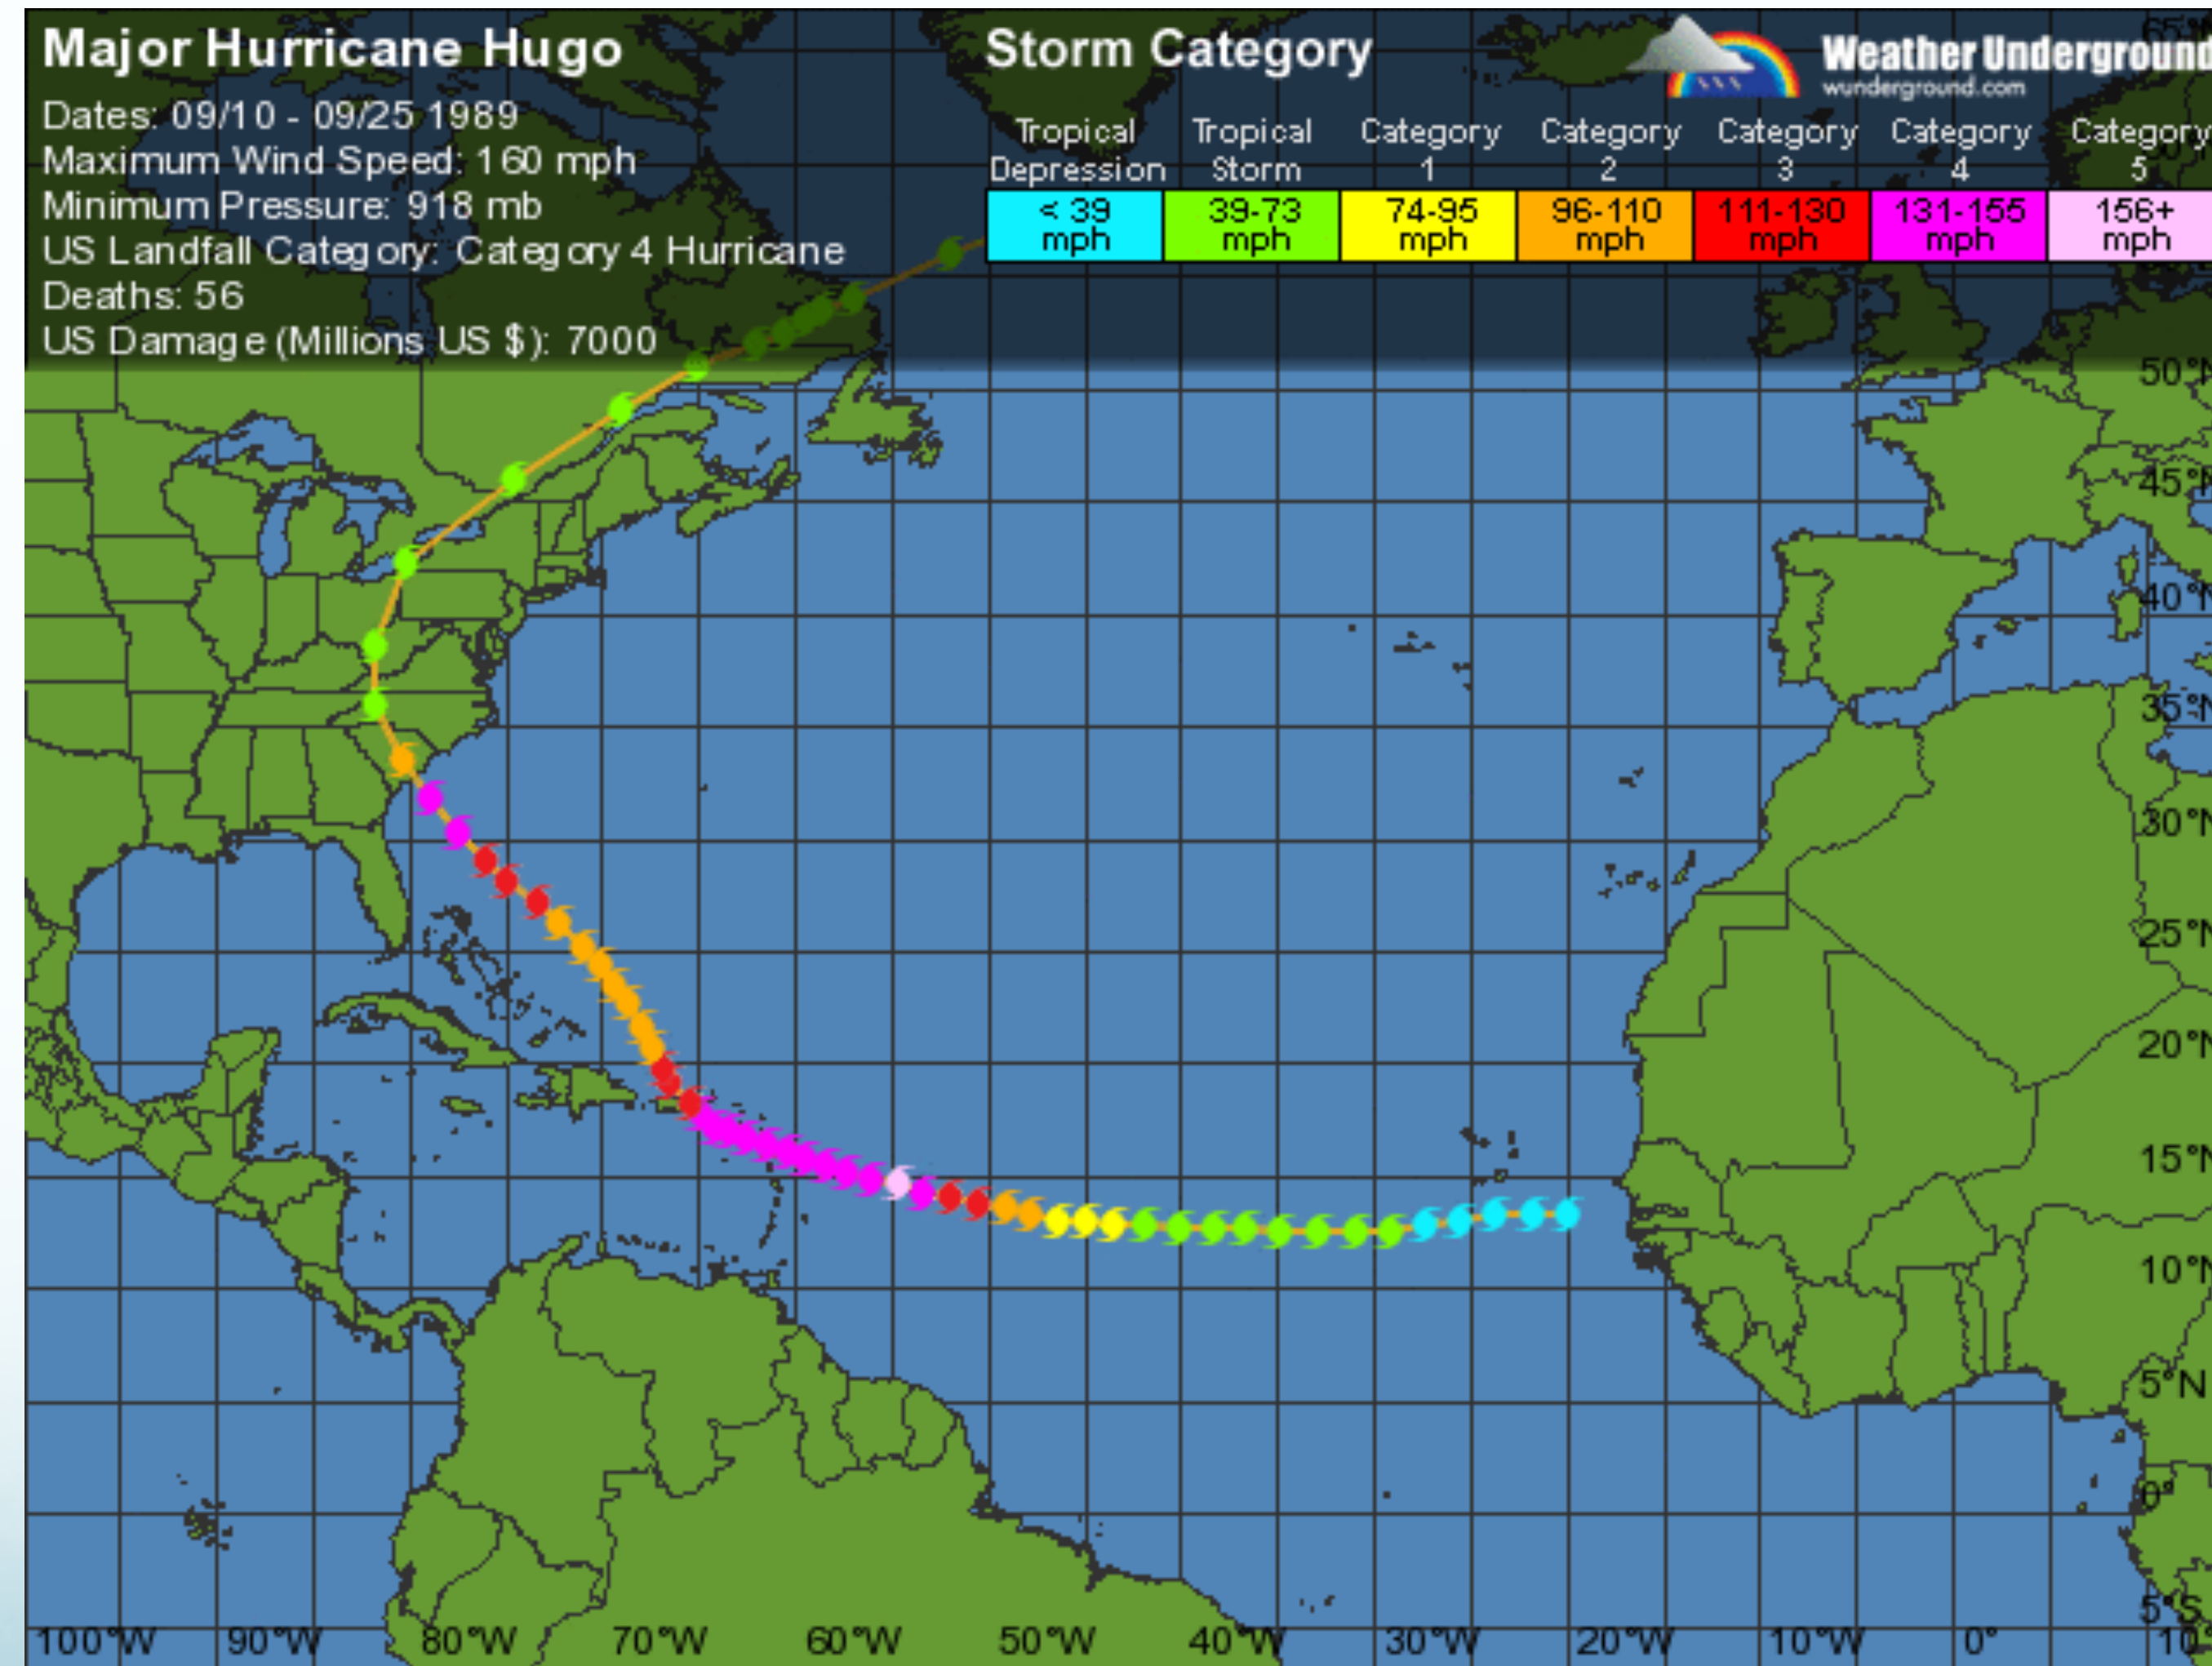 Major Hurricane Hugo
Dates: 09/10 - 09/25 1989
Maximum Wind Speed: 160 mph
Minimum Pressure: 918 mb
US Landfall Category: Category 4 Hurricane
Deaths: 56
US Damage (Millions US $): 7000
Storm Category
Weather Underground
wunderground.com
Tropical Depression
Tropical Storm
Category 1
Category 2
Category 3
Category 4
Category 5
< 39 mph
39-73 mph
74-95 mph
96-110 mph
111-130 mph
131-155 mph
156+ mph
65°N
50°N
45°N
40°N
35°N
30°N
25°N
20°N
15°N
10°N
5°N
0°
5°S
100°W 90°W 80°W 70°W 60°W 50°W 40°W 30°W 20°W 10°W 0° 10°